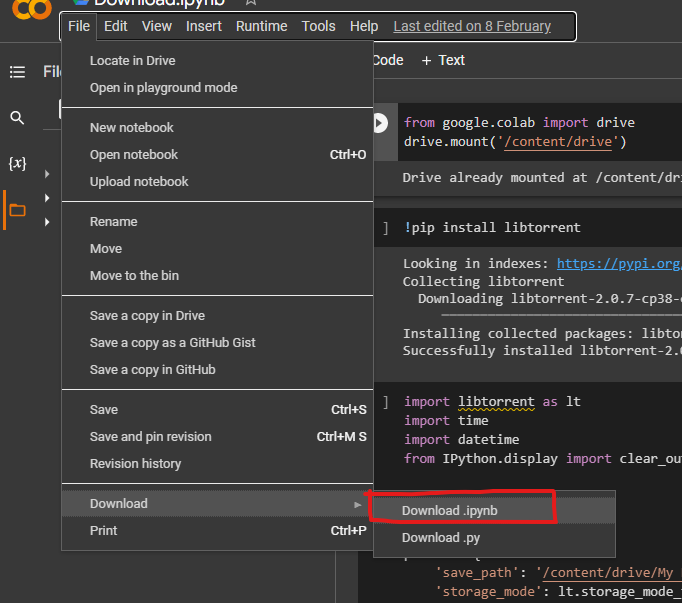 Download.ipynb
File Edit View Insert Runtime Tools Help Last edited on 8 February
Code + Text
Locate in Drive
Open in playground mode
New notebook
Open notebook Ctrl+O
Upload notebook
Rename
Move
Move to the bin
Save a copy in Drive
Save a copy as a GitHub Gist
Save a copy in GitHub
Save Ctrl+S
Save and pin revision Ctrl+M S
Revision history
Download
Print Ctrl+P
Download .ipynb
Download .py
{x}
from google.colab import drive
drive.mount('/content/drive')
Drive already mounted at /content/dri
] !pip install libtorrent
Looking in indexes: https://pypi.org
Collecting libtorrent
Downloading libtorrent-2.0.7-cp38-
Installing collected packages: libto
Successfully installed libtorrent-2.0
] import libtorrent as lt
import time
import datetime
from IPython.display import clear_ou
'save_path': '/content/drive/My
'storage_mode': lt.storage_mode_